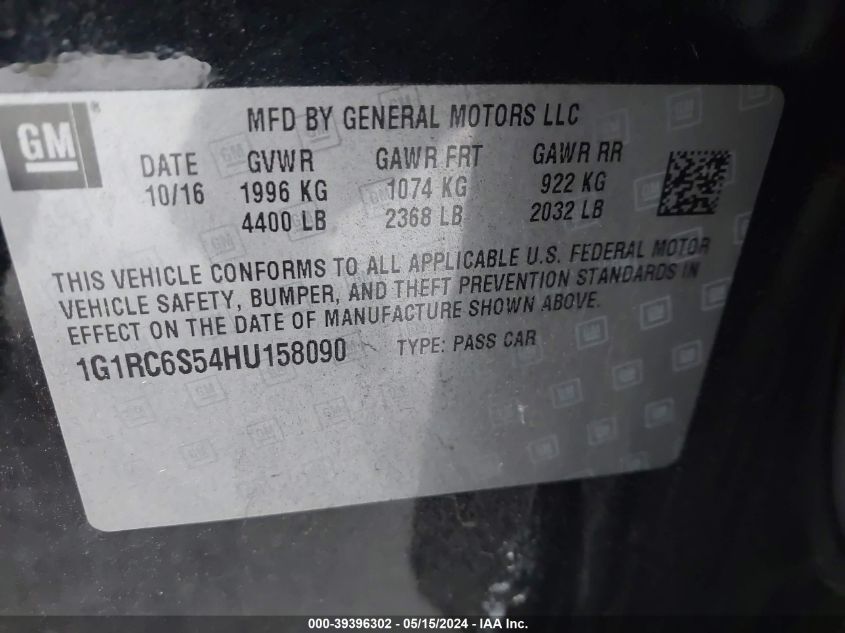 GM ®
MFD BY GENERAL MOTORS LLC
DATE GVWR GAWR FRT GAWR RR
10/16 1996 KG 1074 KG 922 KG
4400 LB 2368 LB 2032 LB
THIS VEHICLE CONFORMS TO ALL APPLICABLE U.S. FEDERAL MOTOR
VEHICLE SAFETY, BUMPER, AND THEFT PREVENTION STANDARDS IN
EFFECT ON THE DATE OF MANUFACTURE SHOWN ABOVE.
1G1RC6S54HU158090 TYPE: PASS CAR
000-39396302 - 05/15/2024 - IAA Inc.